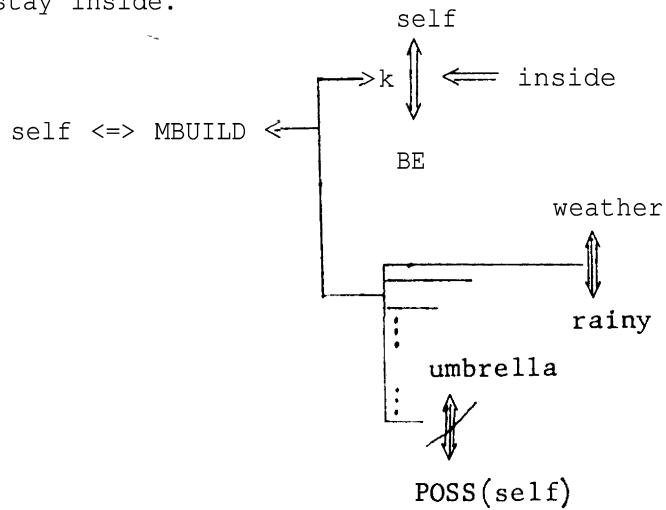 stay inside.
self
k
inside
self <=> MBUILD
BE
weather
rainy
umbrella
POSS(self)